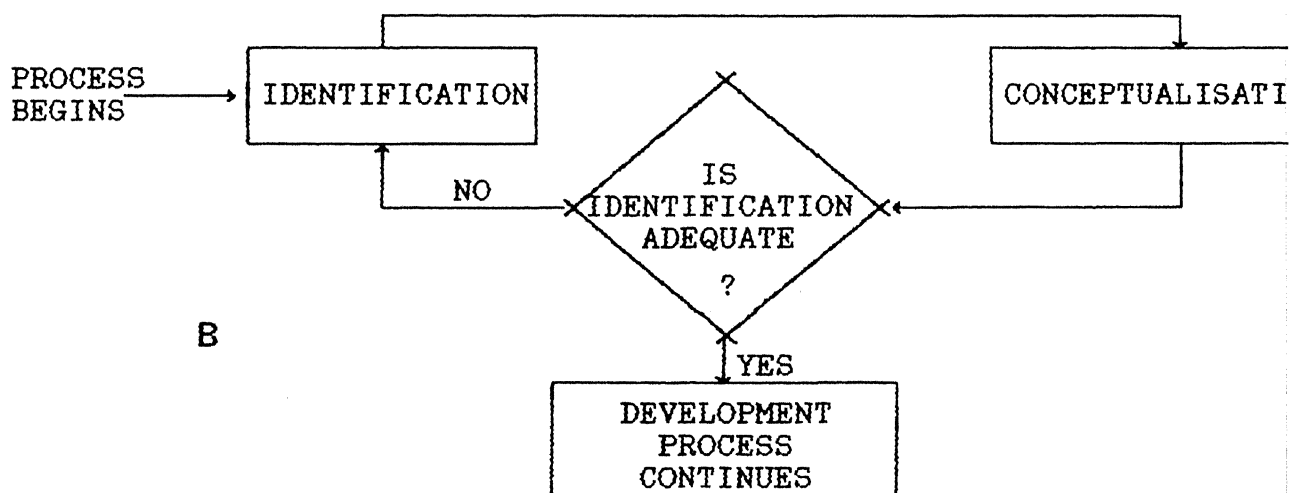 PROCESS
BEGINS
IDENTIFICATION
CONCEPTUALISATI
IS
IDENTIFICATION
ADEQUATE
?
NO
B
YES
DEVELOPMENT
PROCESS
CONTINUES